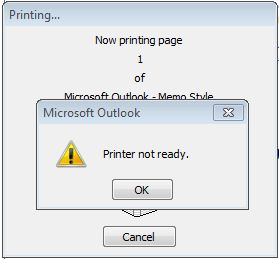 Printing...
Now printing page
1
of
Microsoft Outlook - Memo Style
Microsoft Outlook
Printer not ready.
OK
Cancel